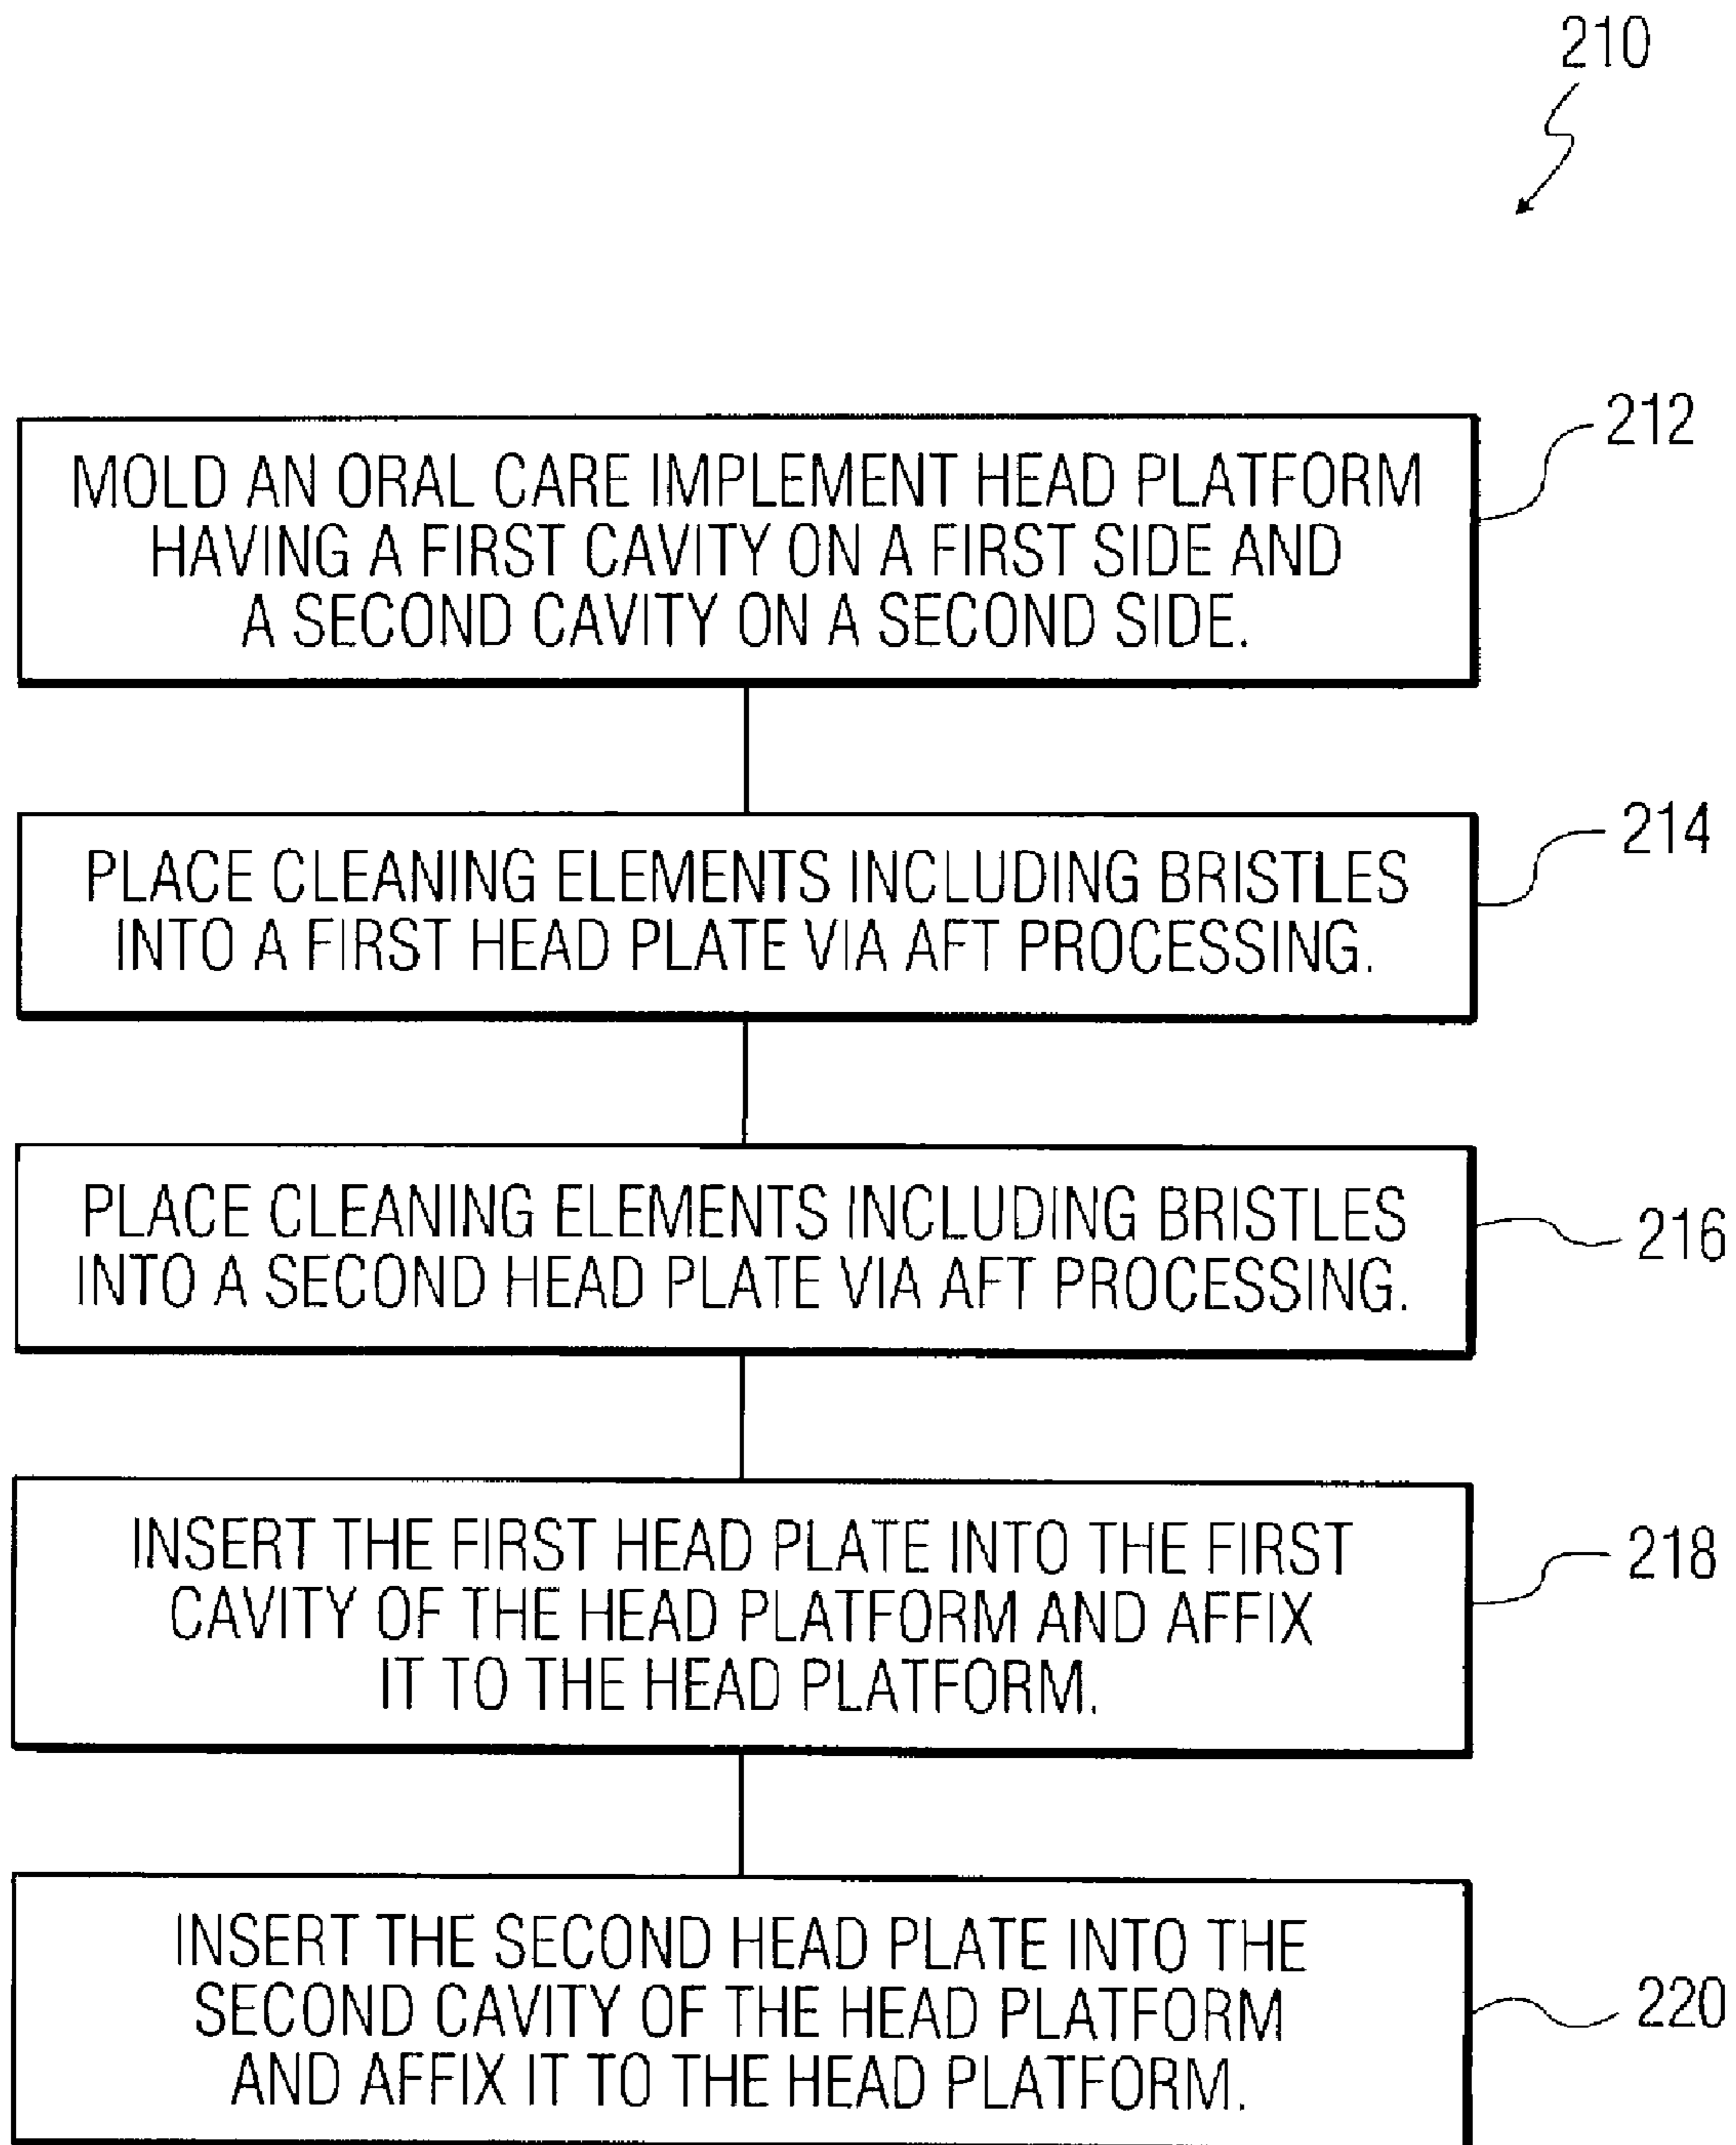 210
212
MOLD AN ORAL CARE IMPLEMENT HEAD PLATFORM
HAVING A FIRST CAVITY ON A FIRST SIDE AND
A SECOND CAVITY ON A SECOND SIDE.
214
PLACE CLEANING ELEMENTS INCLUDING BRISTLES
INTO A FIRST HEAD PLATE VIA AFT PROCESSING.
216
PLACE CLEANING ELEMENTS INCLUDING BRISTLES
INTO A SECOND HEAD PLATE VIA AFT PROCESSING.
218
INSERT THE FIRST HEAD PLATE INTO THE FIRST
CAVITY OF THE HEAD PLATFORM AND AFFIX
IT TO THE HEAD PLATFORM.
220
INSERT THE SECOND HEAD PLATE INTO THE
SECOND CAVITY OF THE HEAD PLATFORM
AND AFFIX IT TO THE HEAD PLATFORM.